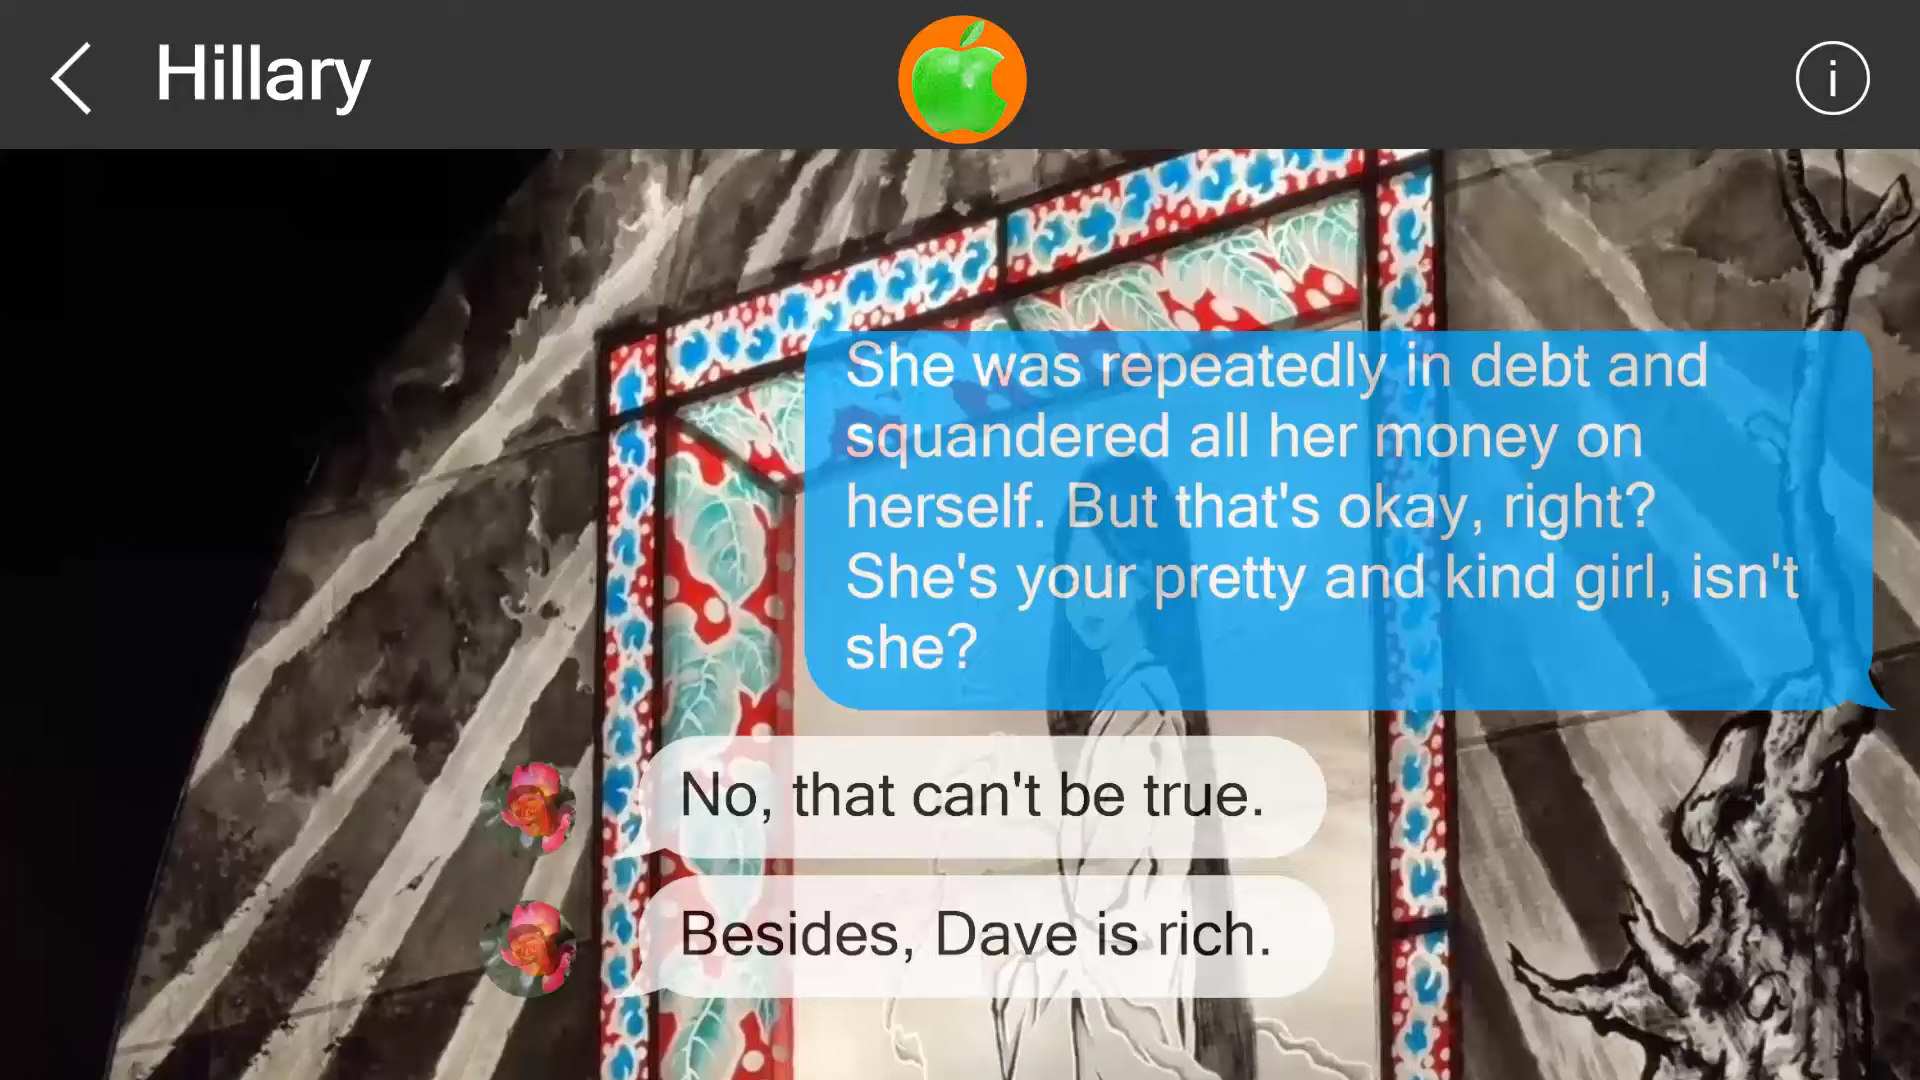 Hillary
She was repeatedly in debt and
squandered all her money on
herself. But that's okay, right?
She's your pretty and kind girl, isn't
she?
No, that can't be true.
Besides, Dave is rich.